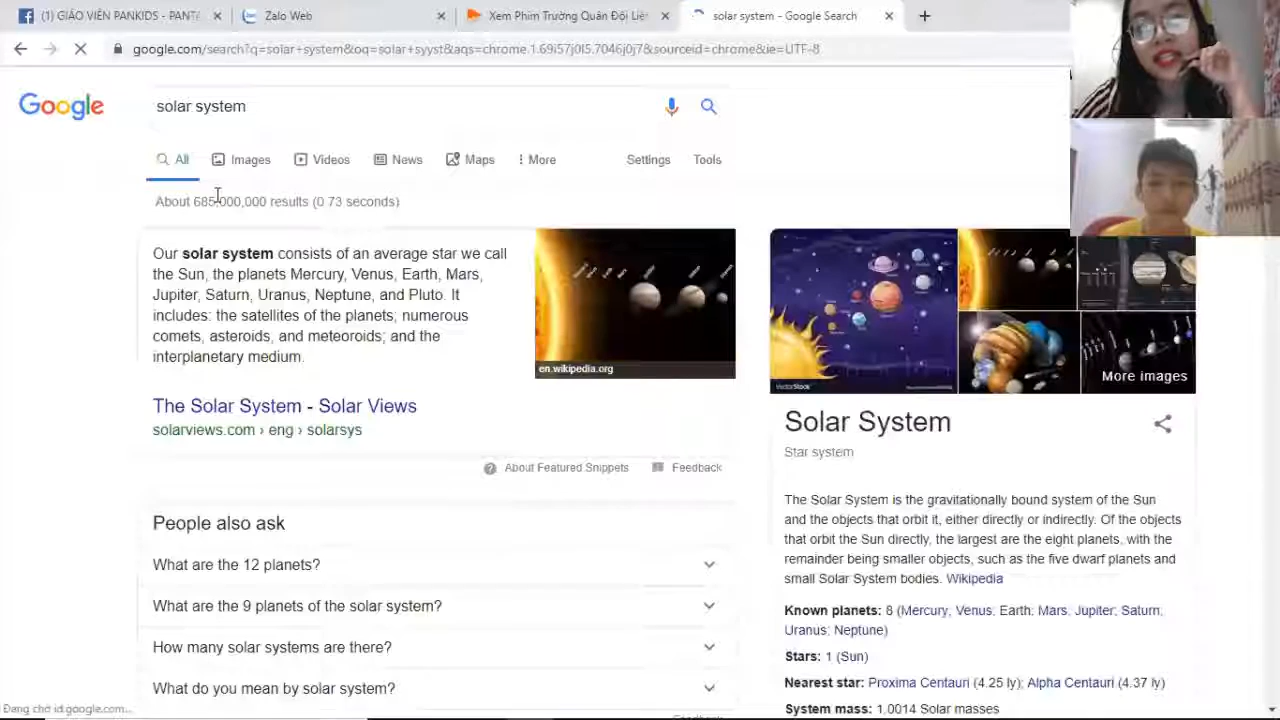 (1) GIÁO VIÊN PANKIDS - PANT
Zalo Web
Xem Phim Trường Quân Đội Liê
solar system - Google Search
google.com/search?q=solar+system&oq=solar+syyst&aqs=chrome.1.69i57j0l5.7046j0j7&sourceid=chrome&ie=UTF-8
Google
solar system
All
Images
Videos
News
Maps
More
Settings
Tools
About 685,000,000 results (0 73 seconds)
Our solar system consists of an average star we call
the Sun, the planets Mercury, Venus, Earth, Mars,
Jupiter, Saturn, Uranus, Neptune, and Pluto. It
includes: the satellites of the planets; numerous
comets, asteroids, and meteoroids; and the
interplanetary medium.
en.wikipedia.org
The Solar System - Solar Views
solarviews.com › eng › solarsys
About Featured Snippets
Feedback
People also ask
What are the 12 planets?
What are the 9 planets of the solar system?
How many solar systems are there?
What do you mean by solar system?
VectorStock
More images
Solar System
Star system
The Solar System is the gravitationally bound system of the Sun
and the objects that orbit it, either directly or indirectly. Of the objects
that orbit the Sun directly, the largest are the eight planets, with the
remainder being smaller objects, such as the five dwarf planets and
small Solar System bodies. Wikipedia
Known planets: 8 (Mercury, Venus; Earth; Mars, Jupiter; Saturn;
Uranus; Neptune)
Stars: 1 (Sun)
Nearest star: Proxima Centauri (4.25 ly); Alpha Centauri (4.37 ly)
System mass: 1.0014 Solar masses
Đang chờ id.google.com...